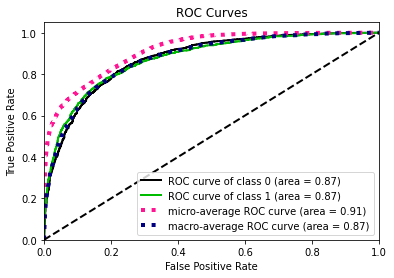 ROC Curves
True Positive Rate
1.0
0.8
0.6
0.4
0.2
0.0
ROC curve of class 0 (area = 0.87)
ROC curve of class 1 (area = 0.87)
micro-average ROC curve (area = 0.91)
macro-average ROC curve (area = 0.87)
0.0 0.2 0.4 0.6 0.8 1.0
False Positive Rate